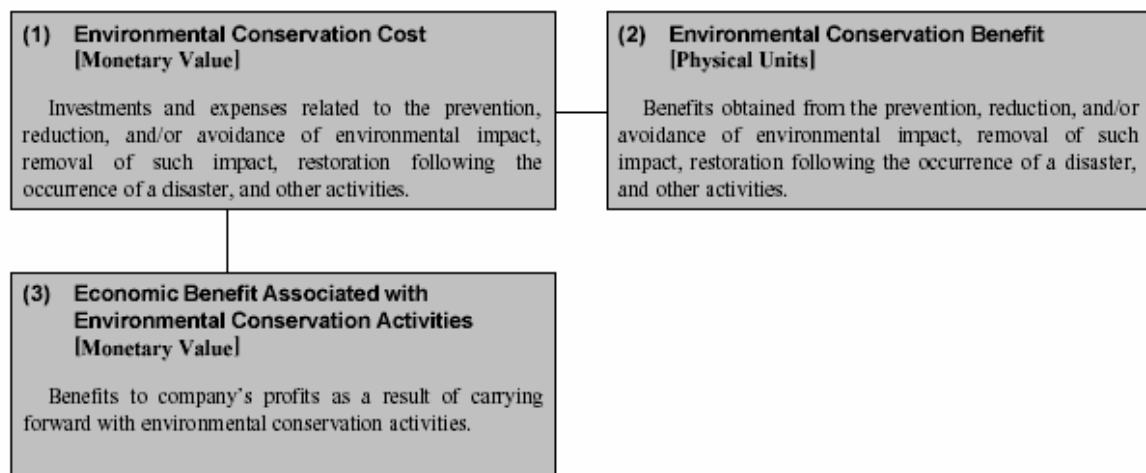 (1) Environmental Conservation Cost
[Monetary Value]
Investments and expenses related to the prevention,
reduction, and/or avoidance of environmental impact,
removal of such impact, restoration following the
occurrence of a disaster, and other activities.
(2) Environmental Conservation Benefit
[Physical Units]
Benefits obtained from the prevention, reduction, and/or
avoidance of environmental impact, removal of such
impact, restoration following the occurrence of a disaster,
and other activities.
(3) Economic Benefit Associated with
Environmental Conservation Activities
[Monetary Value]
Benefits to company's profits as a result of carrying
forward with environmental conservation activities.